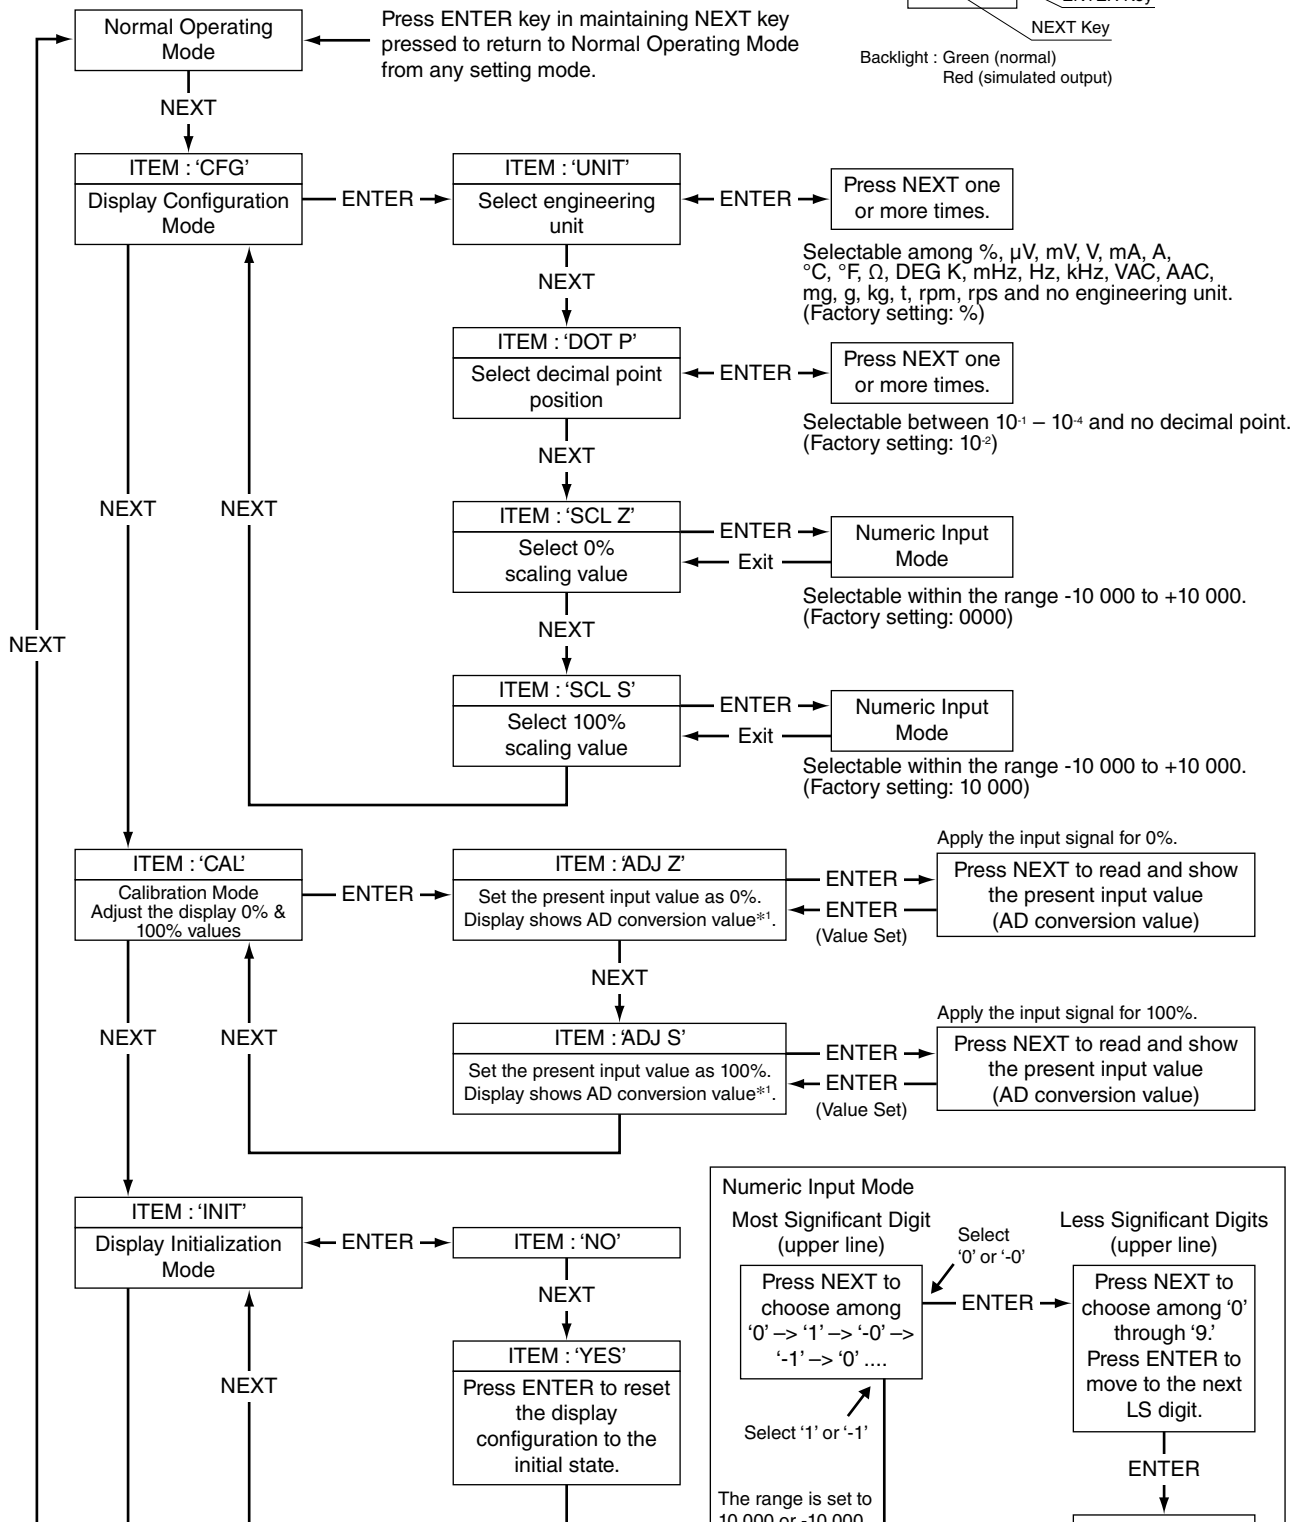 ENTER Key
NEXT Key
Backlight : Green (normal)
Red (simulated output)
Normal Operating
Mode
Press ENTER key in maintaining NEXT key
pressed to return to Normal Operating Mode
from any setting mode.
NEXT
ITEM : ‘CFG’
Display Configuration
Mode
ENTER
ITEM : ‘UNIT’
Select engineering
unit
ENTER
Press NEXT one
or more times.
Selectable among %, µV, mV, V, mA, A,
°C, °F, Ω, DEG K, mHz, Hz, kHz, VAC, AAC,
mg, g, kg, t, rpm, rps and no engineering unit.
(Factory setting: %)
NEXT
ITEM : ‘DOT P’
Select decimal point
position
ENTER
Press NEXT one
or more times.
Selectable between 10-1 – 10-4 and no decimal point.
(Factory setting: 10-2)
NEXT
NEXT
NEXT
NEXT
ITEM : ‘SCL Z’
Select 0%
scaling value
ENTER
Exit
Numeric Input
Mode
Selectable within the range -10 000 to +10 000.
(Factory setting: 0000)
NEXT
ITEM : ‘SCL S’
Select 100%
scaling value
ENTER
Exit
Numeric Input
Mode
Selectable within the range -10 000 to +10 000.
(Factory setting: 10 000)
ITEM : ‘CAL’
Calibration Mode
Adjust the display 0% &
100% values
ENTER
ITEM : ‘ADJ Z’
Set the present input value as 0%.
Display shows AD conversion value*1.
ENTER
ENTER
(Value Set)
Apply the input signal for 0%.
Press NEXT to read and show
the present input value
(AD conversion value)
NEXT
NEXT
NEXT
ITEM : ‘ADJ S’
Set the present input value as 100%.
Display shows AD conversion value*1.
ENTER
ENTER
(Value Set)
Apply the input signal for 100%.
Press NEXT to read and show
the present input value
(AD conversion value)
ITEM : ‘INIT’
Display Initialization
Mode
ENTER
ITEM : ‘NO’
NEXT
NEXT
ITEM : ‘YES’
Press ENTER to reset
the display
configuration to the
initial state.
Numeric Input Mode
Most Significant Digit
(upper line)
Select
‘0’ or ‘-0’
Less Significant Digits
(upper line)
Press NEXT to
choose among
‘0’ –> ‘1’ –> ‘-0’ –>
‘-1’ –> ‘0’ ....
ENTER
Press NEXT to
choose among ‘0’
through ‘9.’
Press ENTER to
move to the next
LS digit.
Select ‘1’ or ‘-1’
ENTER
The range is set to
10 000 or -10 000